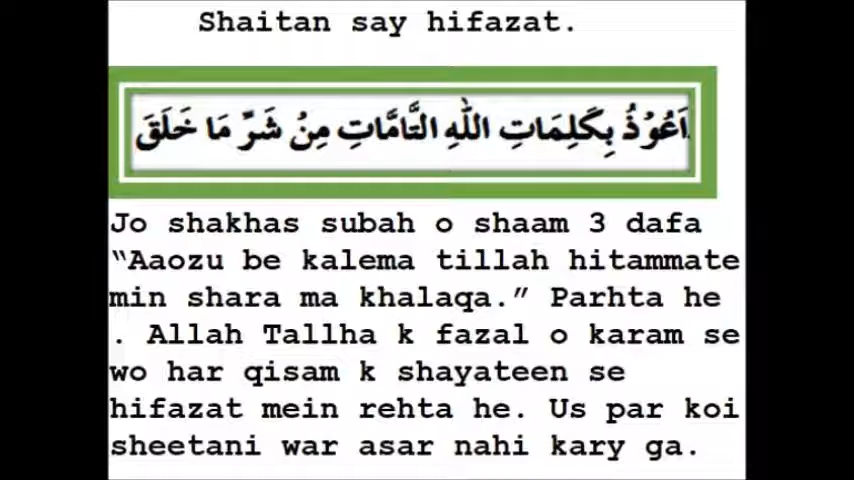 Shaitan say hifazat.
اَعُوْذُ بِكَلِمَاتِ اللّٰهِ التَّامَّاتِ مِنْ شَرِّ مَا خَلَقَ
Jo shakhas subah o shaam 3 dafa
“Aaozu be kalema tillah hitammate
min shara ma khalaqa.” Parhta he
. Allah Tallha k fazal o karam se
wo har qisam k shayateen se
hifazat mein rehta he. Us par koi
sheetani war asar nahi kary ga.